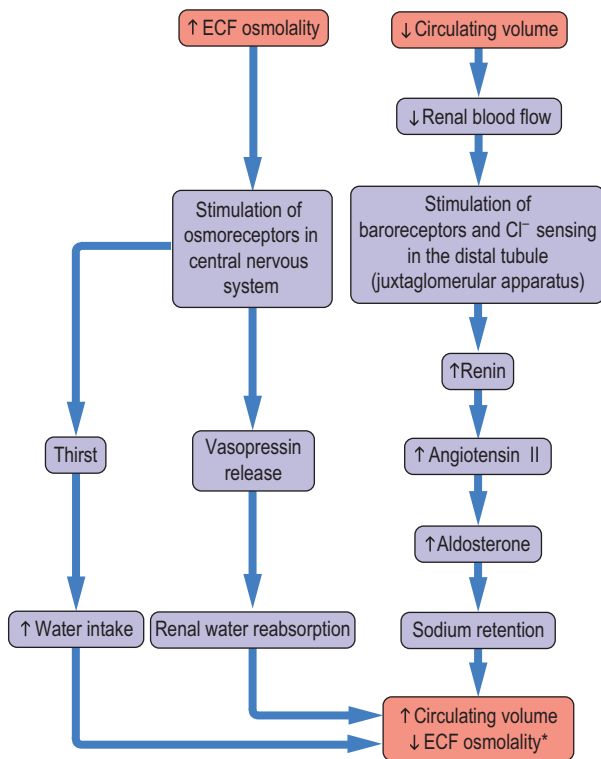 ↑ ECF osmolality
↓ Circulating volume
↓ Renal blood flow
Stimulation of
osmoreceptors in
central nervous
system
Stimulation of
baroreceptors and Cl⁻ sensing
in the distal tubule
(juxtaglomerular apparatus)
↑Renin
Thirst
Vasopressin
release
↑ Angiotensin II
↑Aldosterone
↑ Water intake
Renal water reabsorption
Sodium retention
↑ Circulating volume
↓ ECF osmolality*